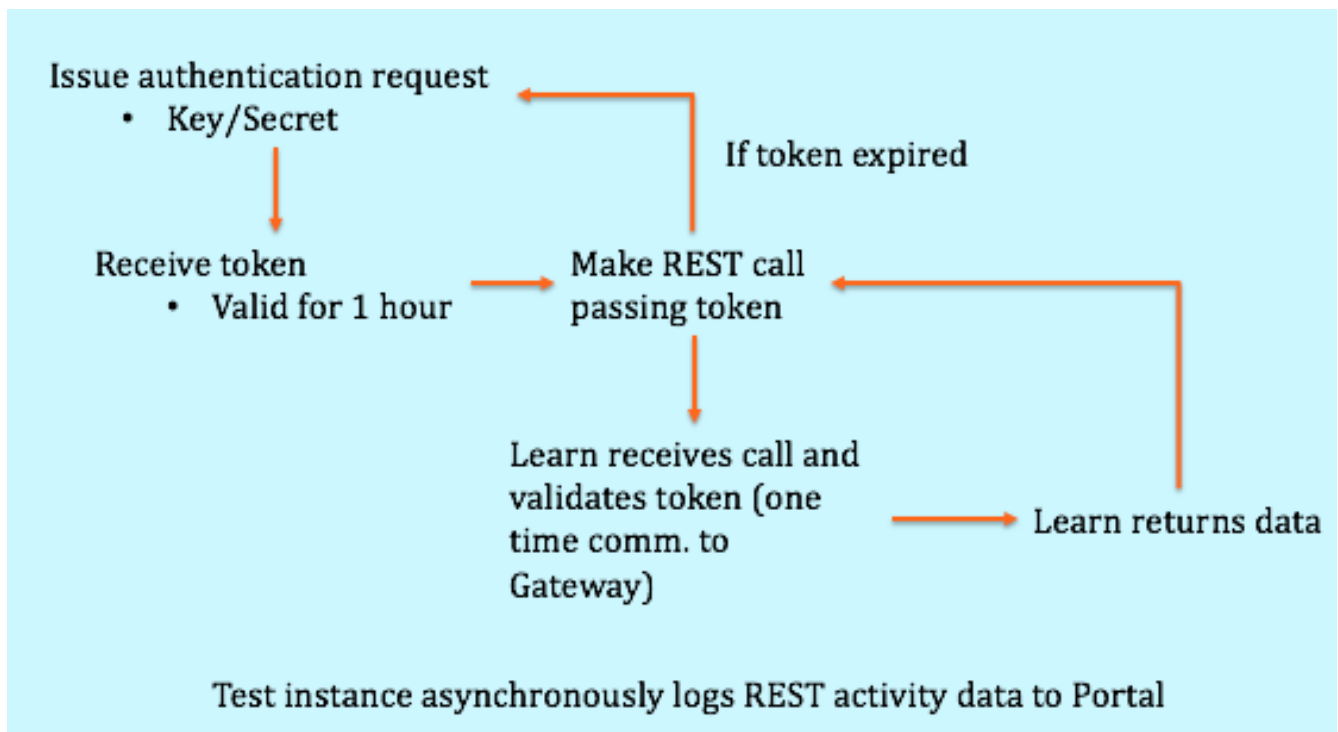 Issue authentication request
• Key/Secret
If token expired
Receive token
• Valid for 1 hour
Make REST call
passing token
Learn receives call and
validates token (one
time comm. to
Gateway)
Learn returns data
Test instance asynchronously logs REST activity data to Portal